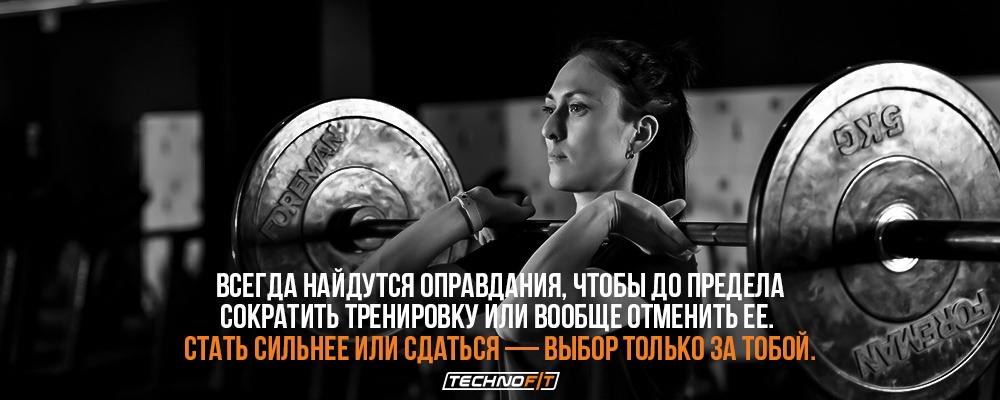 FOREMAN
5KG
FOREMAN
ВСЕГДА НАЙДУТСЯ ОПРАВДАНИЯ, ЧТОБЫ ДО ПРЕДЕЛА
СОКРАТИТЬ ТРЕНИРОВКУ ИЛИ ВООБЩЕ ОТМЕНИТЬ ЕЕ.
СТАТЬ СИЛЬНЕЕ ИЛИ СДАТЬСЯ — ВЫБОР ТОЛЬКО ЗА ТОБОЙ.
TECHNOFIT